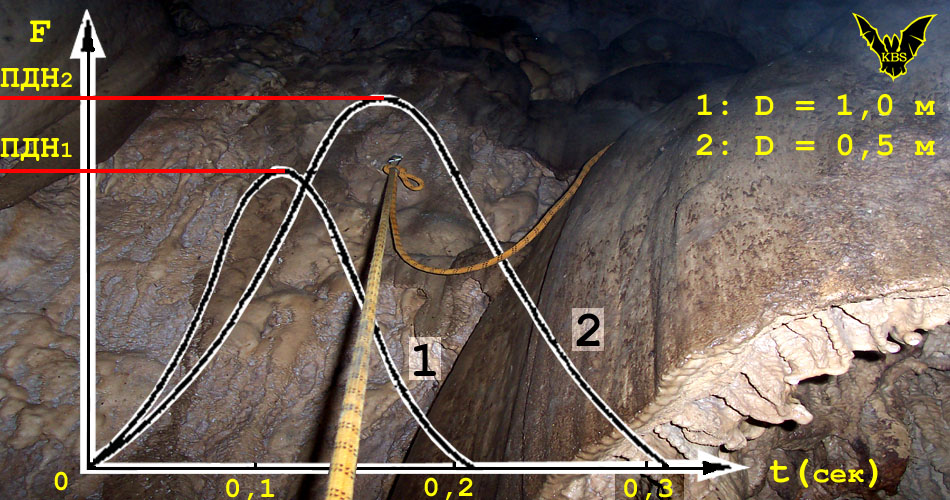 F
KBS
ПДН2
1: D = 1,0 м
ПДН1
2: D = 0,5 м
2
1
t(сек)
0
0,1
0,2
0,3